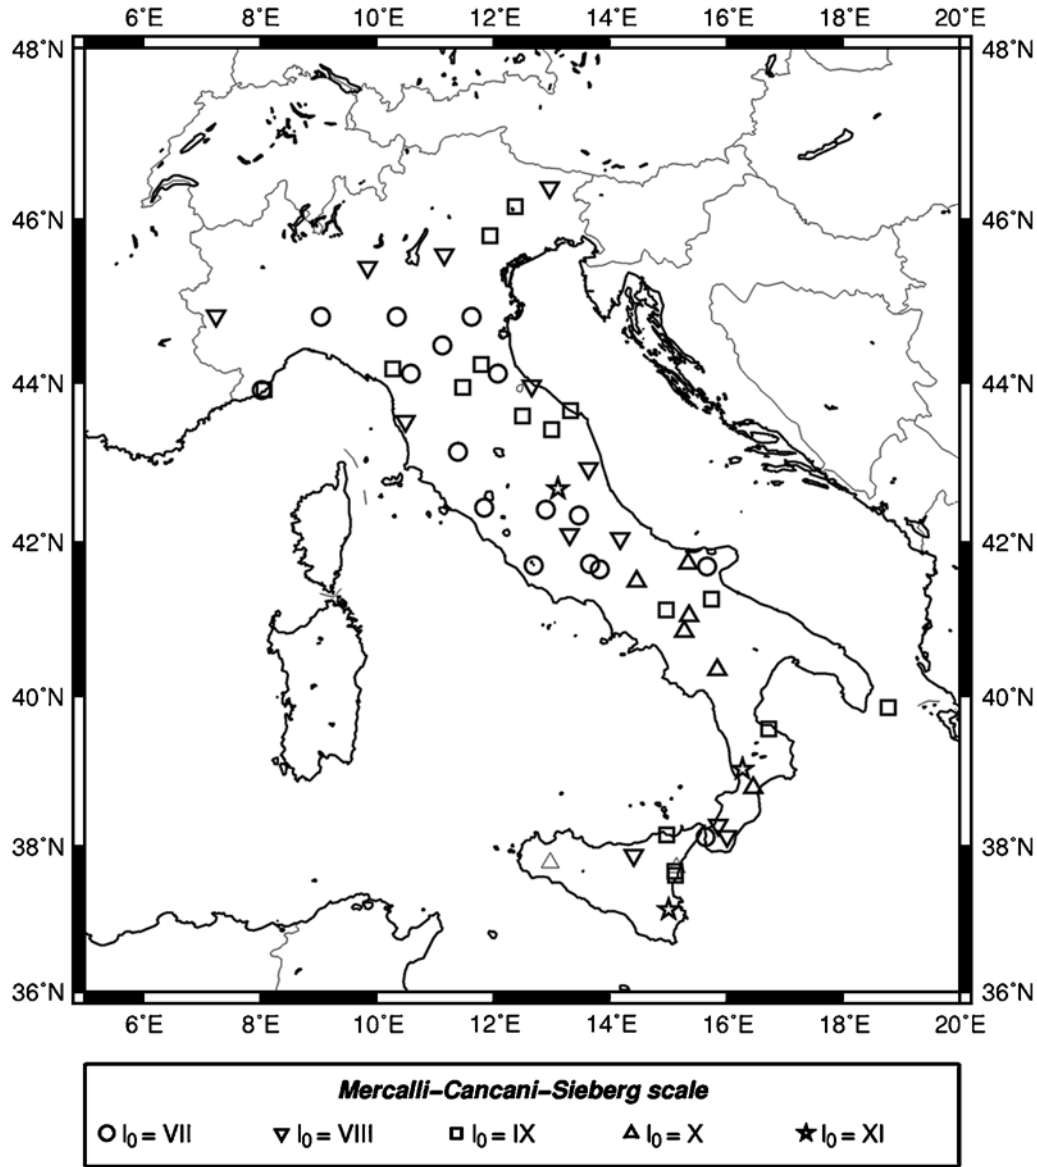 6°E 8°E 10°E 12°E 14°E 16°E 18°E 20°E
48°N 48°N
46°N 46°N
44°N 44°N
42°N 42°N
40°N 40°N
38°N 38°N
36°N 36°N
6°E 8°E 10°E 12°E 14°E 16°E 18°E 20°E
Mercalli–Cancani–Sieberg scale
I₀ = VII I₀ = VIII I₀ = IX I₀ = X I₀ = XI